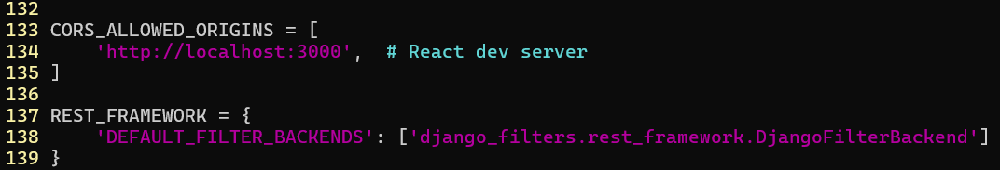 132
133 CORS_ALLOWED_ORIGINS = [
134     'http://localhost:3000',  # React dev server
135 ]
136
137 REST_FRAMEWORK = {
138     'DEFAULT_FILTER_BACKENDS': ['django_filters.rest_framework.DjangoFilterBackend']
139 }